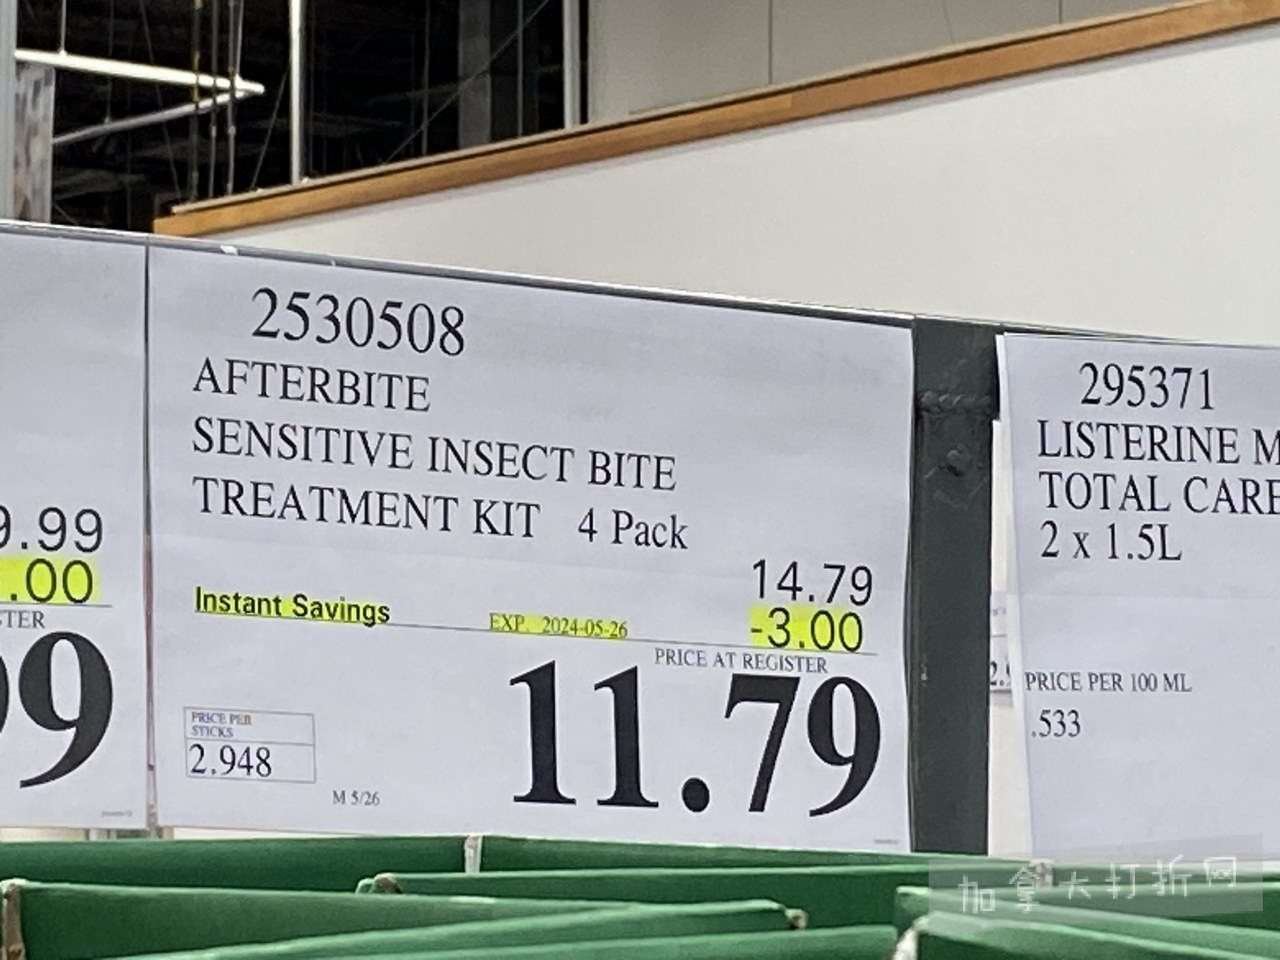 9.99
.00
TER
99
2530508
AFTERBITE
SENSITIVE INSECT BITE
TREATMENT KIT 4 Pack
14.79
Instant Savings EXP. 2024-05-26 -3.00
PRICE AT REGISTER
11.79
PRICE PER
STICKS
2.948
M 5/26
295371
LISTERINE M
TOTAL CARE
2 x 1.5L
PRICE PER 100 ML
.533
加拿大打折网